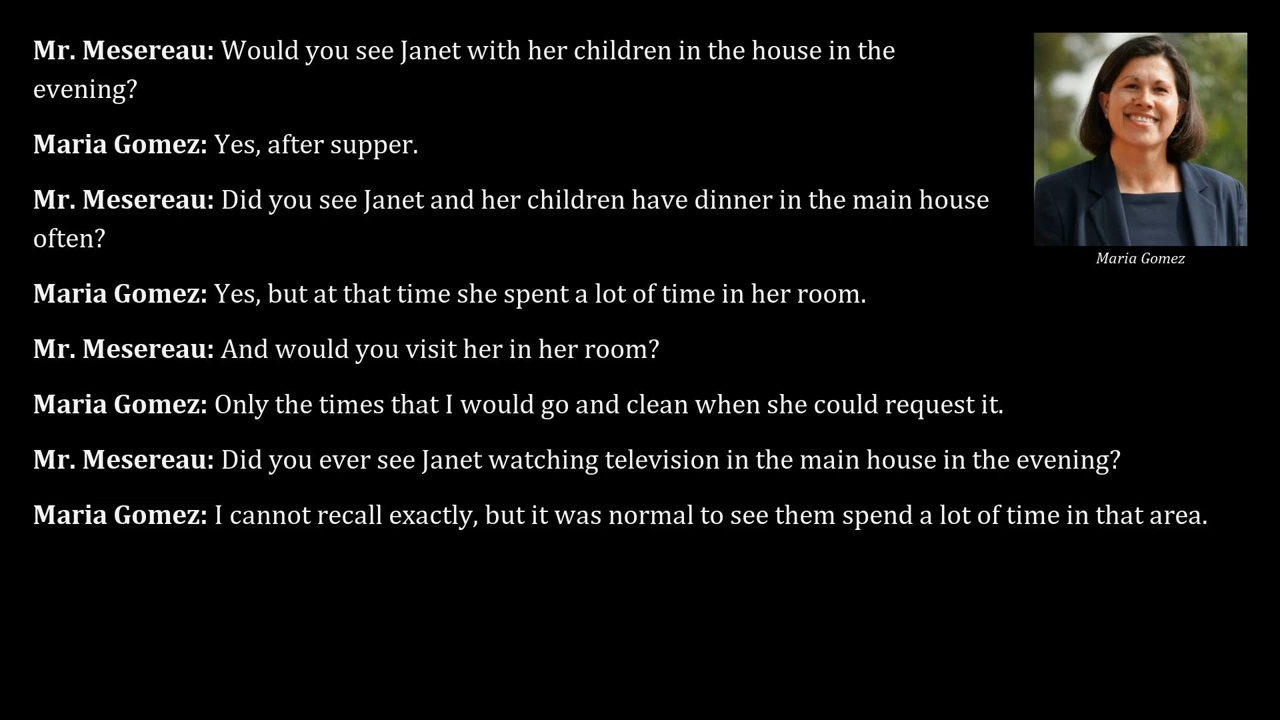 Mr. Mesereau: Would you see Janet with her children in the house in the
evening?
Maria Gomez: Yes, after supper.
Mr. Mesereau: Did you see Janet and her children have dinner in the main house
often?
Maria Gomez
Maria Gomez: Yes, but at that time she spent a lot of time in her room.
Mr. Mesereau: And would you visit her in her room?
Maria Gomez: Only the times that I would go and clean when she could request it.
Mr. Mesereau: Did you ever see Janet watching television in the main house in the evening?
Maria Gomez: I cannot recall exactly, but it was normal to see them spend a lot of time in that area.